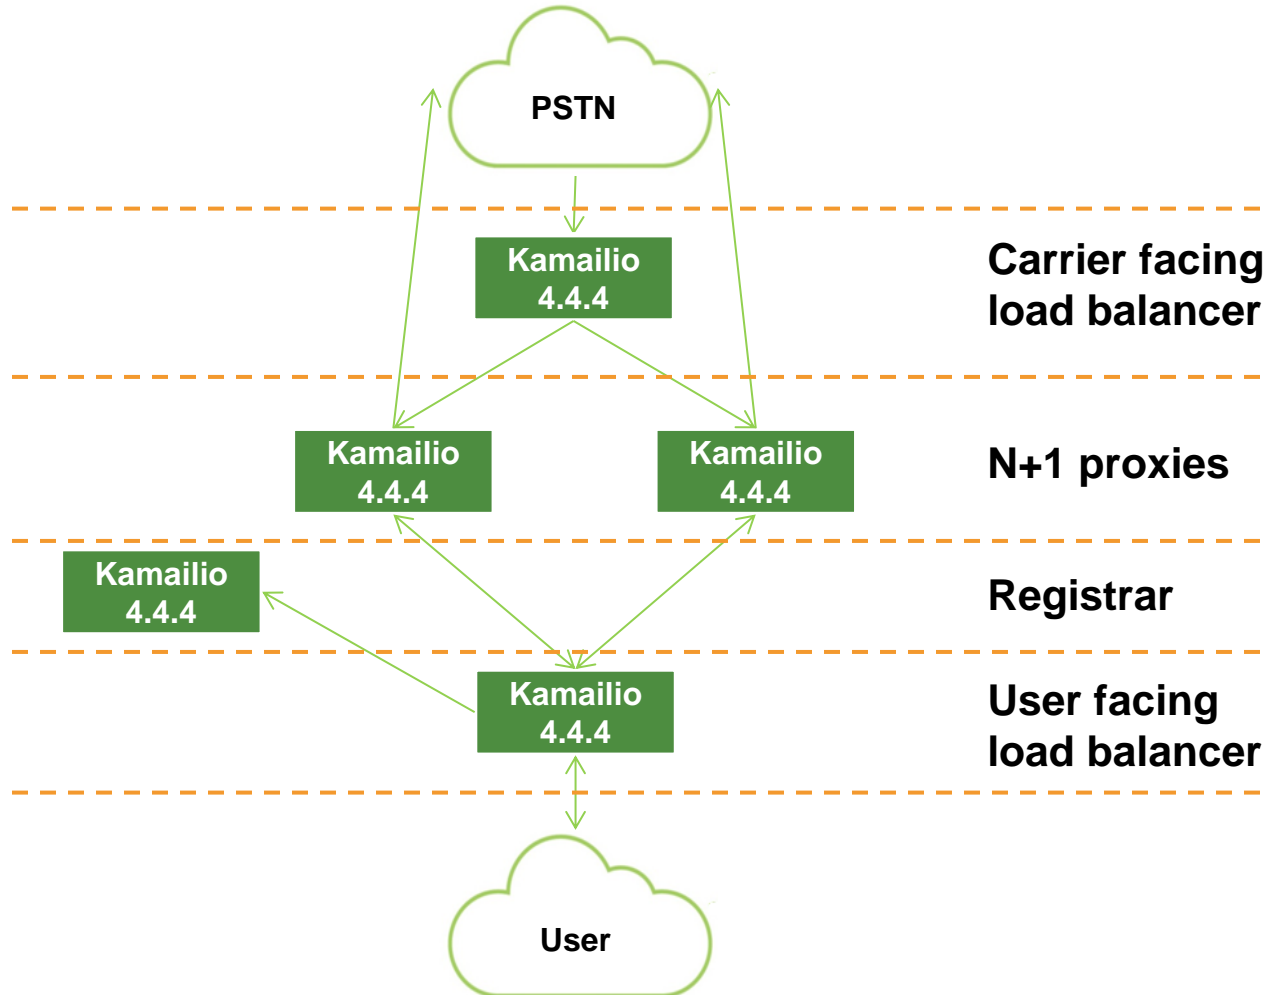 PSTN
Kamailio
4.4.4
Carrier facing
load balancer
Kamailio
4.4.4
Kamailio
4.4.4
N+1 proxies
Kamailio
4.4.4
Registrar
Kamailio
4.4.4
User facing
load balancer
User